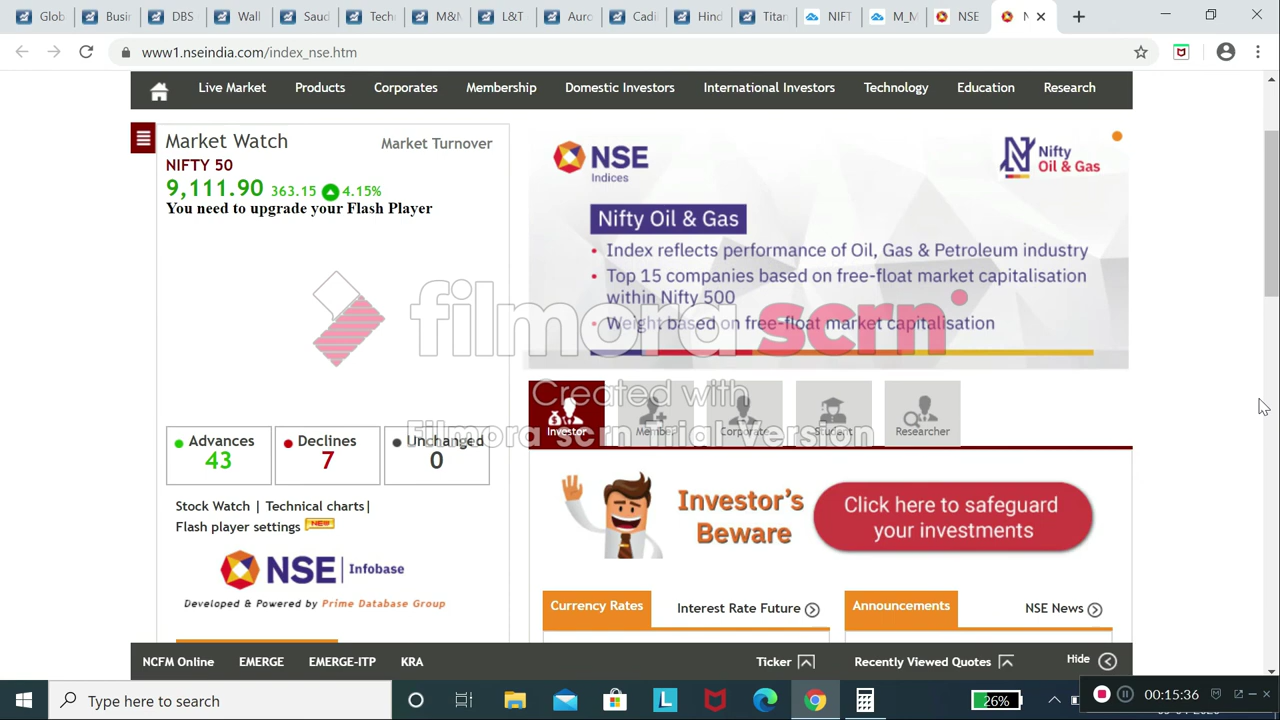 Glob
Busir
DBS
Wall
Saud
Tech
M&M
L&T
Auro
Cadi
Hind
Titan
NIFT
M_M
NSE
www1.nseindia.com/index_nse.htm
Live Market
Products
Corporates
Membership
Domestic Investors
International Investors
Technology
Education
Research
Market Watch
Market Turnover
NIFTY 50
9,111.90 363.15 4.15%
You need to upgrade your Flash Player
NSE
Indices
Nifty
Oil & Gas
Nifty Oil & Gas
• Index reflects performance of Oil, Gas & Petroleum industry
• Top 15 companies based on free-float market capitalisation
within Nifty 500
• Weight based on free-float market capitalisation
filmora scrn
Created with
Filmora scrn trial version
Investor
Member
Corporate
Student
Researcher
Advances
43
Declines
7
Unchanged
0
Stock Watch | Technical charts|
Flash player settings NEW
NSE Infobase
Developed & Powered by Prime Database Group
Investor's
Beware
Click here to safeguard
your investments
Currency Rates
Interest Rate Future
Announcements
NSE News
NCFM Online
EMERGE
EMERGE-ITP
KRA
Ticker
Recently Viewed Quotes
Hide
Type here to search
L
26%
00:15:36